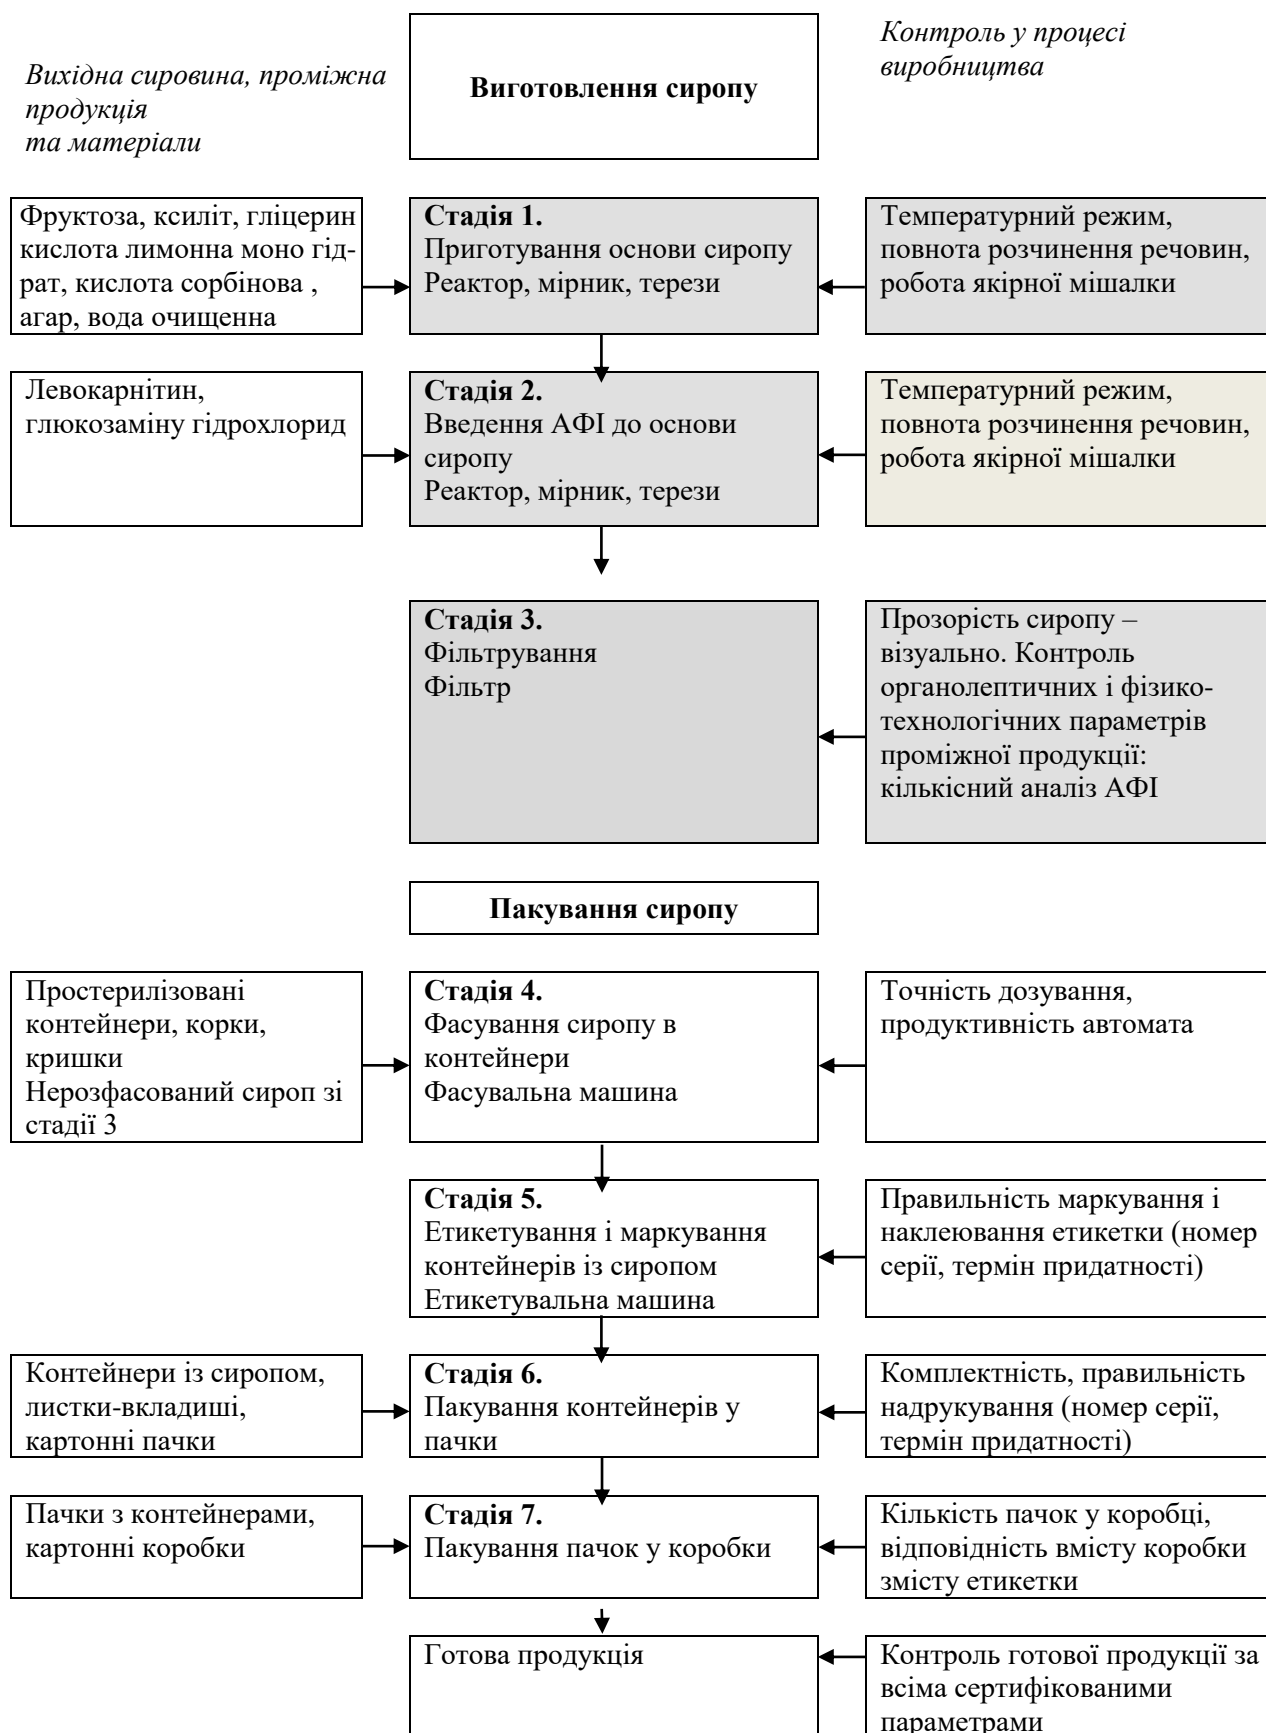 Вихідна сировина, проміжна
продукція
та матеріали
Виготовлення сиропу
Контроль у процесі
виробництва
Фруктоза, ксиліт, гліцерин
кислота лимонна моно гід-
рат, кислота сорбінова ,
агар, вода очищенна
Стадія 1.
Приготування основи сиропу
Реактор, мірник, терези
Температурний режим,
повнота розчинення речовин,
робота якірної мішалки
Левокарнітин,
глюкозаміну гідрохлорид
Стадія 2.
Введення АФІ до основи
сиропу
Реактор, мірник, терези
Температурний режим,
повнота розчинення речовин,
робота якірної мішалки
Стадія 3.
Фільтрування
Фільтр
Прозорість сиропу –
візуально. Контроль
органолептичних і фізико-
технологічних параметрів
проміжної продукції:
кількісний аналіз АФІ
Пакування сиропу
Простерилізовані
контейнери, корки,
кришки
Нерозфасований сироп зі
стадії 3
Стадія 4.
Фасування сиропу в
контейнери
Фасувальна машина
Точність дозування,
продуктивність автомата
Стадія 5.
Етикетування і маркування
контейнерів із сиропом
Етикетувальна машина
Правильність маркування і
наклеювання етикетки (номер
серії, термін придатності)
Контейнери із сиропом,
листки-вкладиші,
картонні пачки
Стадія 6.
Пакування контейнерів у
пачки
Комплектність, правильність
надрукування (номер серії,
термін придатності)
Пачки з контейнерами,
картонні коробки
Стадія 7.
Пакування пачок у коробки
Кількість пачок у коробці,
відповідність вмісту коробки
змісту етикетки
Готова продукція
Контроль готової продукції за
всіма сертифікованими
параметрами